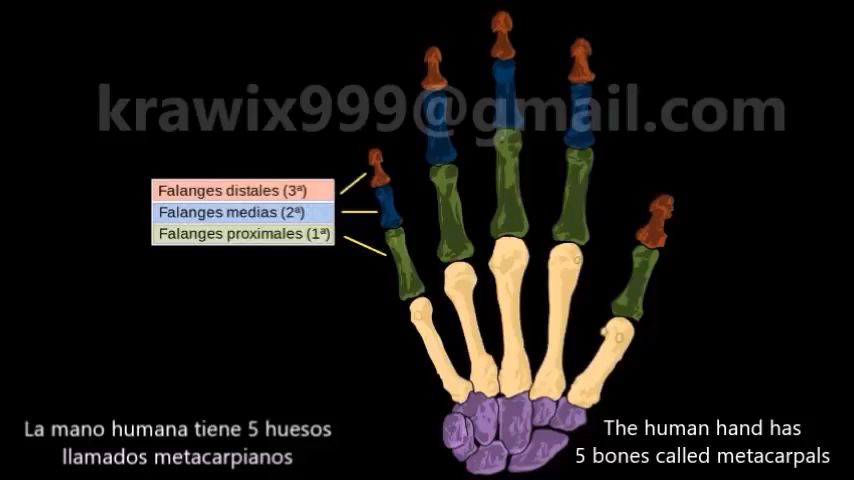 krawix999@gmail.com
Falanges distales (3ª)
Falanges medias (2ª)
Falanges proximales (1ª)
La mano humana tiene 5 huesos
llamados metacarpianos
The human hand has
5 bones called metacarpals